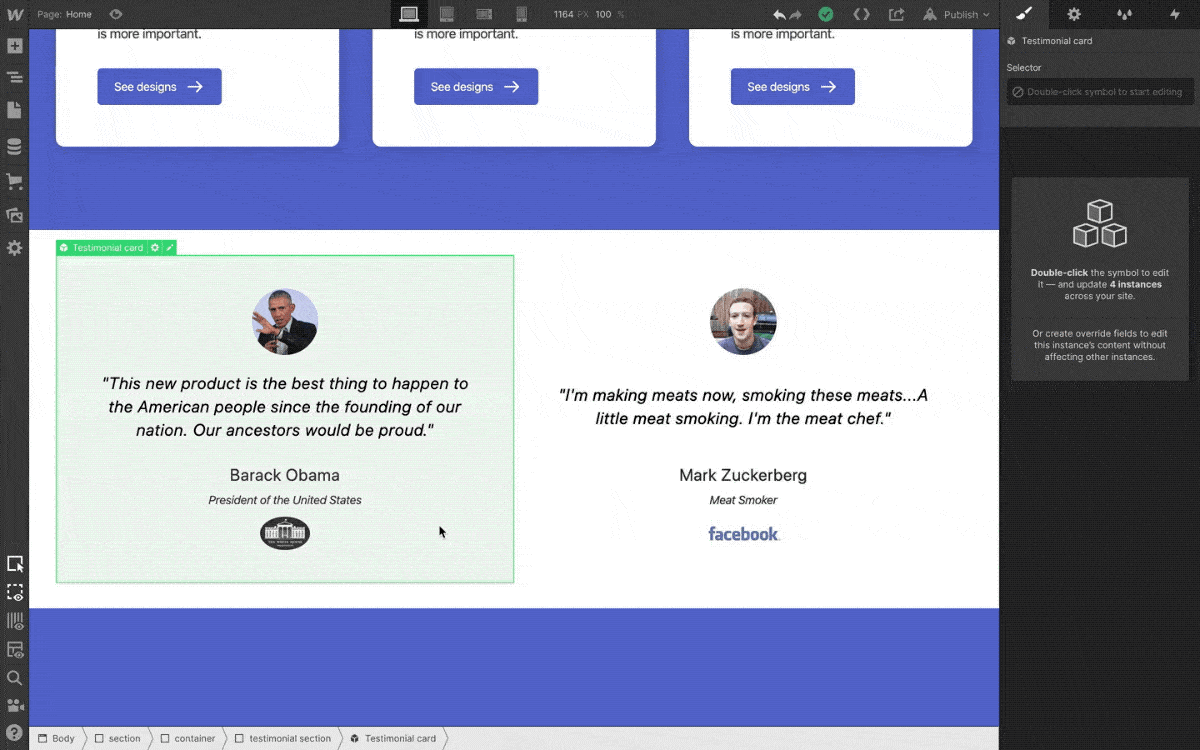 Page: Home
1164 PX 100 %
Publish
Testimonial card
Selector
Double-click symbol to start editing
Double-click the symbol to edit
it — and update 4 instances
across your site.
Or create override fields to edit
this instance's content without
affecting other instances.
is more important.
is more important.
is more important.
See designs
See designs
See designs
Testimonial card
"This new product is the best thing to happen to
the American people since the founding of our
nation. Our ancestors would be proud."
Barack Obama
President of the United States
"I'm making meats now, smoking these meats...A
little meat smoking. I'm the meat chef."
Mark Zuckerberg
Meat Smoker
facebook
Body
section
container
testimonial section
Testimonial card